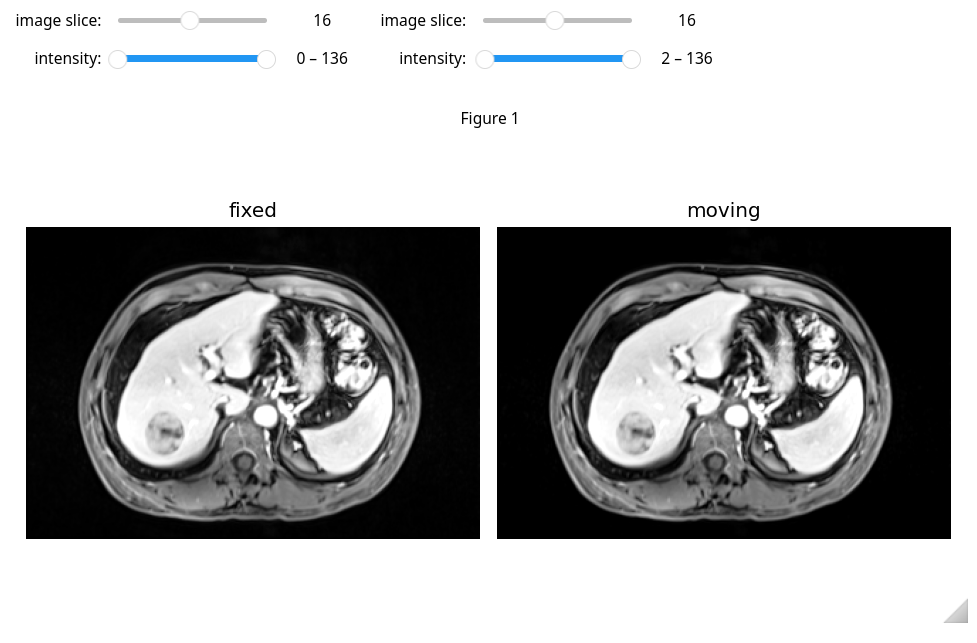 image slice: 16 image slice: 16
intensity: 0 – 136 intensity: 2 – 136
Figure 1
fixed moving